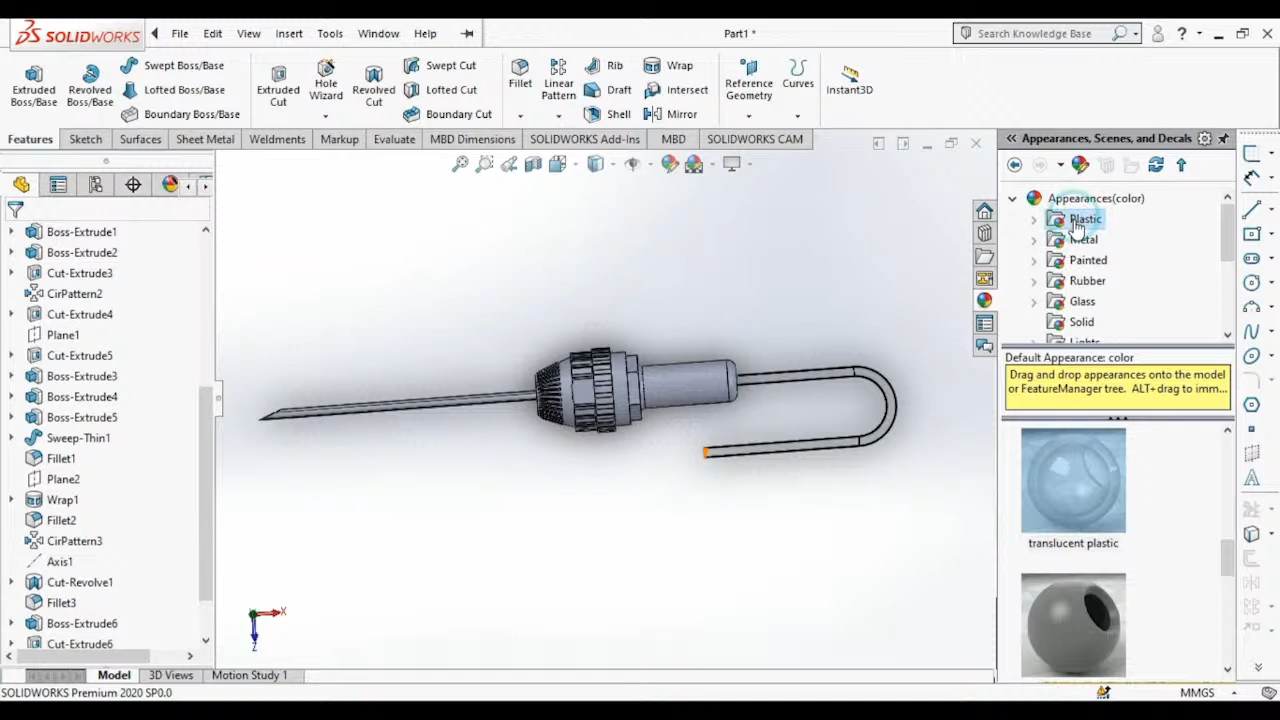 SOLIDWORKS File Edit View Insert Tools Window Help Part1 * Search Knowledge Base ?
Extruded Boss/Base
Revolved Boss/Base
Swept Boss/Base
Lofted Boss/Base
Boundary Boss/Base
Extruded Cut
Hole Wizard
Revolved Cut
Swept Cut
Lofted Cut
Boundary Cut
Fillet
Linear Pattern
Rib
Draft
Shell
Wrap
Intersect
Mirror
Reference Geometry
Curves
Instant3D
Features Sketch Surfaces Sheet Metal Weldments Markup Evaluate MBD Dimensions SOLIDWORKS Add-Ins MBD SOLIDWORKS CAM
Boss-Extrude1
Boss-Extrude2
Cut-Extrude3
CirPattern2
Cut-Extrude4
Plane1
Cut-Extrude5
Boss-Extrude3
Boss-Extrude4
Boss-Extrude5
Sweep-Thin1
Fillet1
Plane2
Wrap1
Fillet2
CirPattern3
Axis1
Cut-Revolve1
Fillet3
Boss-Extrude6
Cut-Extrude6
X
Z
Appearances, Scenes, and Decals
Appearances(color)
Plastic
Metal
Painted
Rubber
Glass
Solid
Lights
Default Appearance: color
Drag and drop appearances onto the model
or FeatureManager tree. ALT+drag to imm...
translucent plastic
Model 3D Views Motion Study 1
SOLIDWORKS Premium 2020 SP0.0 MMGS